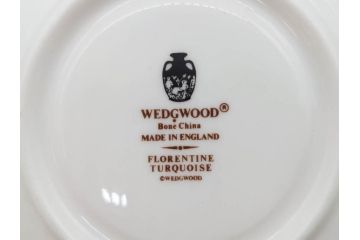 WEDGWOOD®
Bone China
MADE IN ENGLAND
FLORENTINE
TURQUOISE
©WEDGWOOD